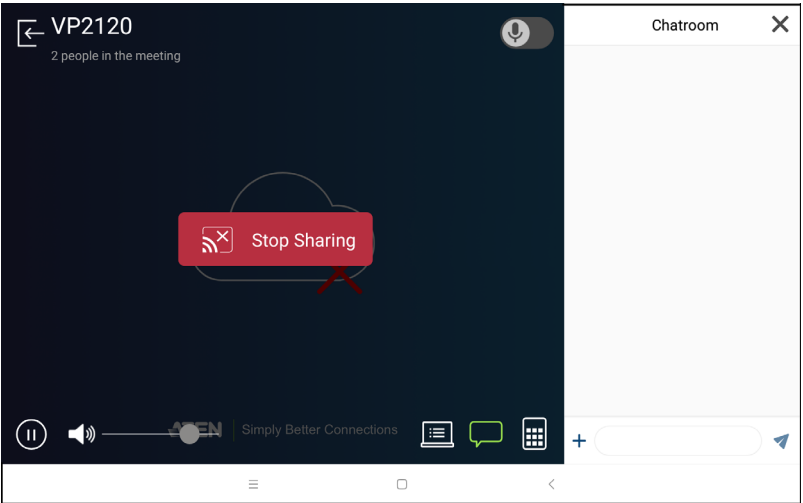 VP2120
2 people in the meeting
Chatroom
Stop Sharing
ATEN
Simply Better Connections